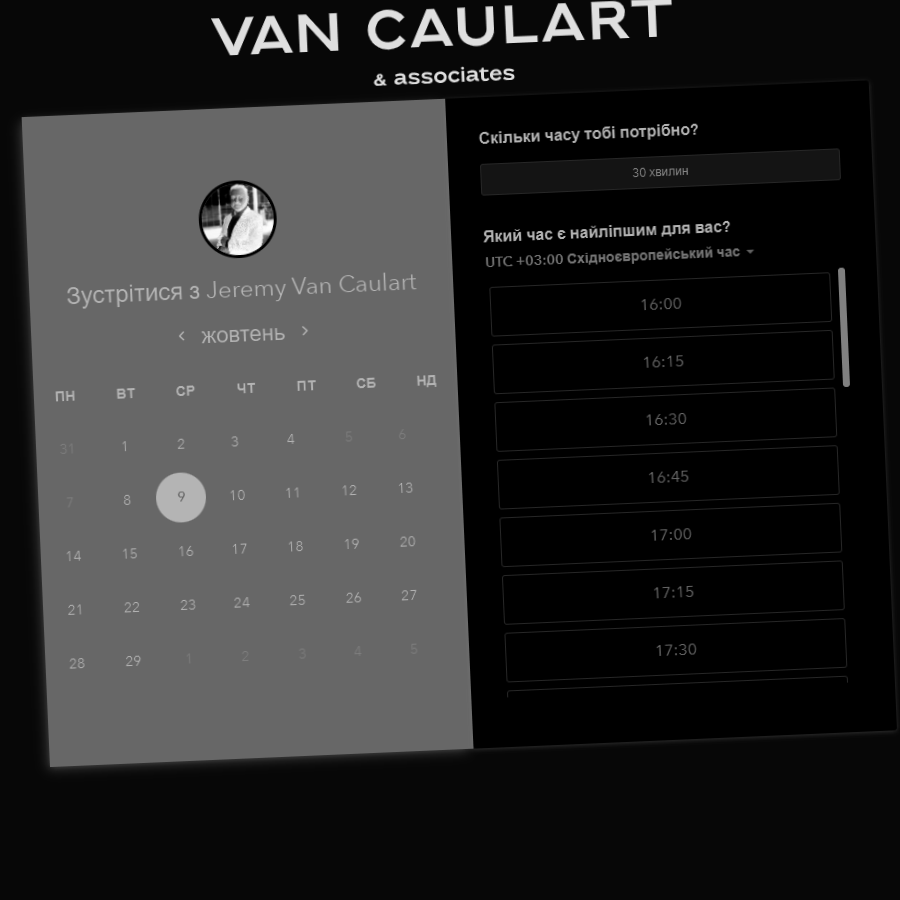 VAN CAULART
& associates
Зустрітися з Jeremy Van Caulart
жовтень
ПН ВТ СР ЧТ ПТ СБ НД
31 1 2 3 4 5 6
7 8 9 10 11 12 13
14 15 16 17 18 19 20
21 22 23 24 25 26 27
28 29 1 2 3 4 5
Скільки часу тобі потрібно?
30 хвилин
Який час є найліпшим для вас?
UTC +03:00 Східноєвропейський час
16:00
16:15
16:30
16:45
17:00
17:15
17:30